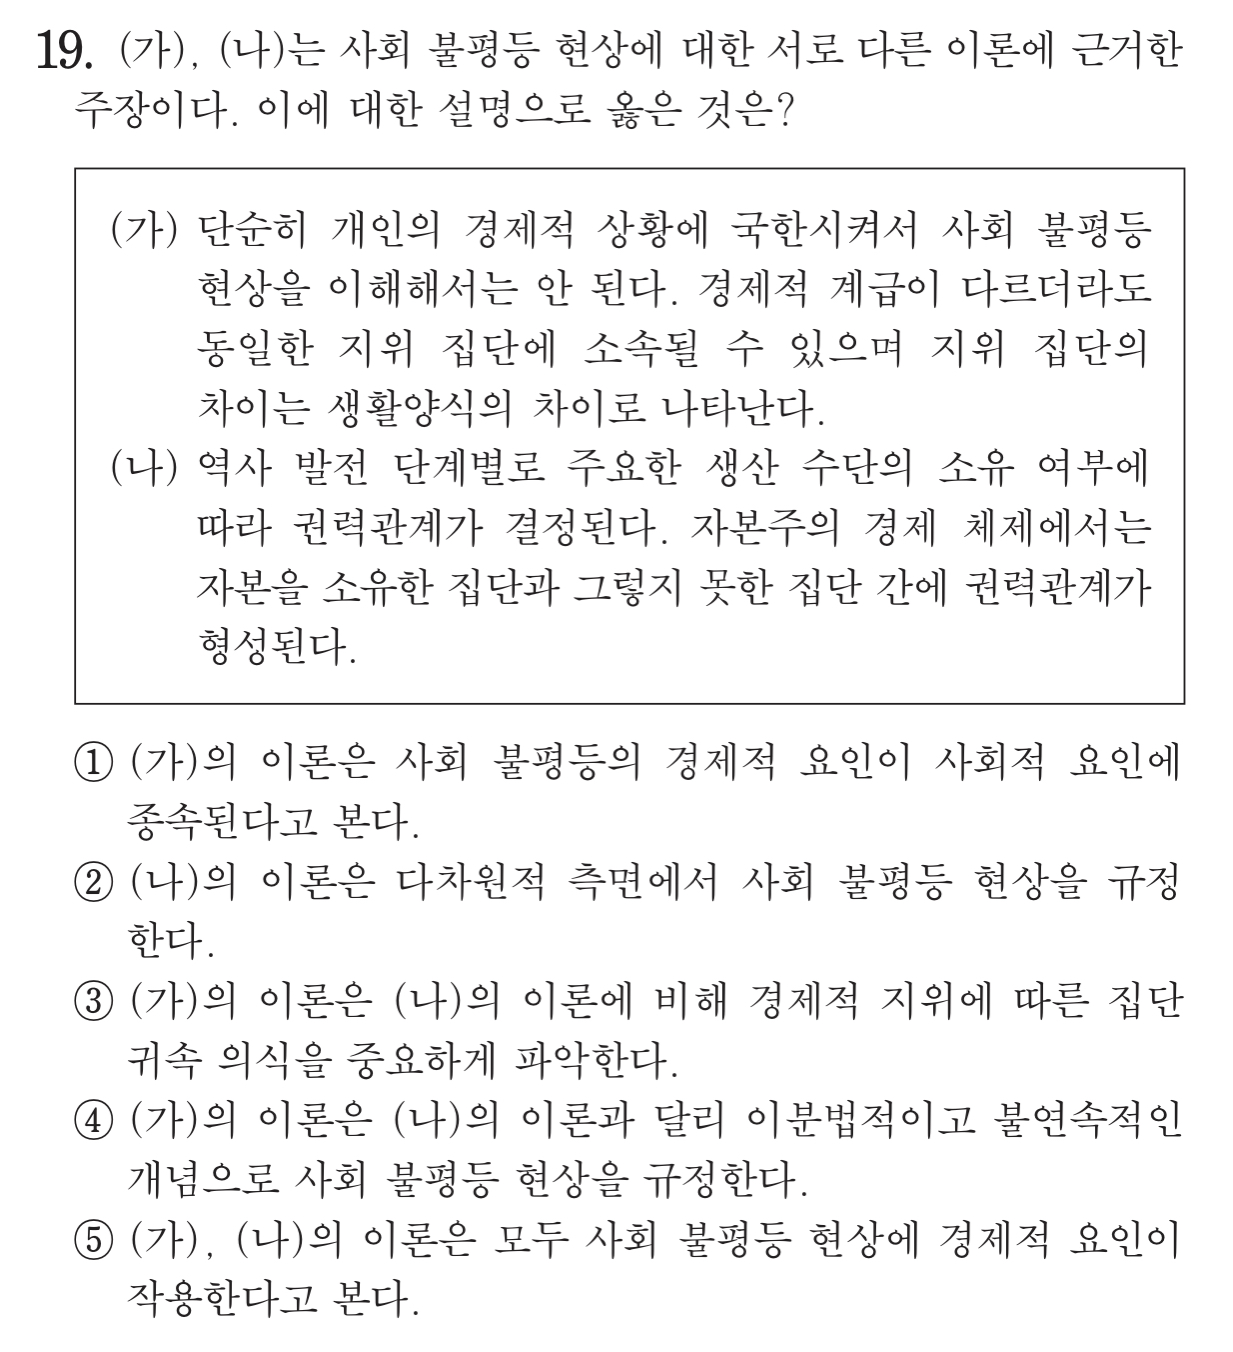 19. (가), (나)는 사회 불평등 현상에 대한 서로 다른 이론에 근거한
주장이다. 이에 대한 설명으로 옳은 것은?
(가) 단순히 개인의 경제적 상황에 국한시켜서 사회 불평등
현상을 이해해서는 안 된다. 경제적 계급이 다르더라도
동일한 지위 집단에 소속될 수 있으며 지위 집단의
차이는 생활양식의 차이로 나타난다.
(나) 역사 발전 단계별로 주요한 생산 수단의 소유 여부에
따라 권력관계가 결정된다. 자본주의 경제 체제에서는
자본을 소유한 집단과 그렇지 못한 집단 간에 권력관계가
형성된다.
① (가)의 이론은 사회 불평등의 경제적 요인이 사회적 요인에
종속된다고 본다.
② (나)의 이론은 다차원적 측면에서 사회 불평등 현상을 규정
한다.
③ (가)의 이론은 (나)의 이론에 비해 경제적 지위에 따른 집단
귀속 의식을 중요하게 파악한다.
④ (가)의 이론은 (나)의 이론과 달리 이분법적이고 불연속적인
개념으로 사회 불평등 현상을 규정한다.
⑤ (가), (나)의 이론은 모두 사회 불평등 현상에 경제적 요인이
작용한다고 본다.